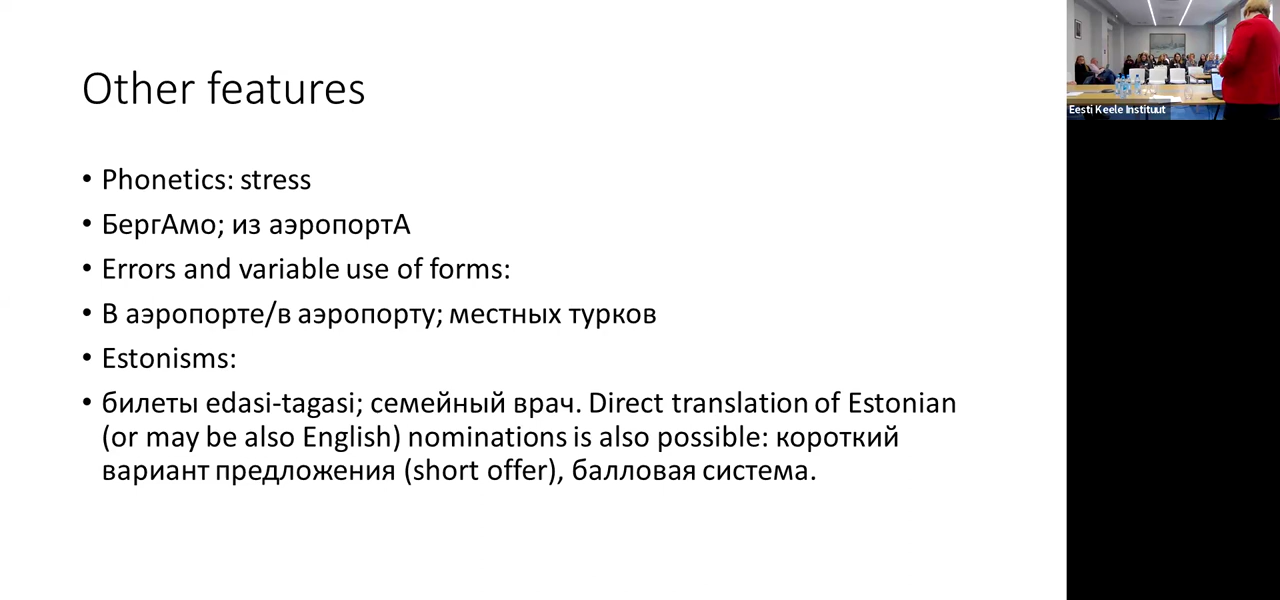 Other features
• Phonetics: stress
• БергАмо; из аэропортА
• Errors and variable use of forms:
• В аэропорте/в аэропорту; местных турков
• Estonisms:
• билеты edasi-tagasi; семейный врач. Direct translation of Estonian
(or may be also English) nominations is also possible: короткий
вариант предложения (short offer), балловая система.
Eesti Keele Instituut